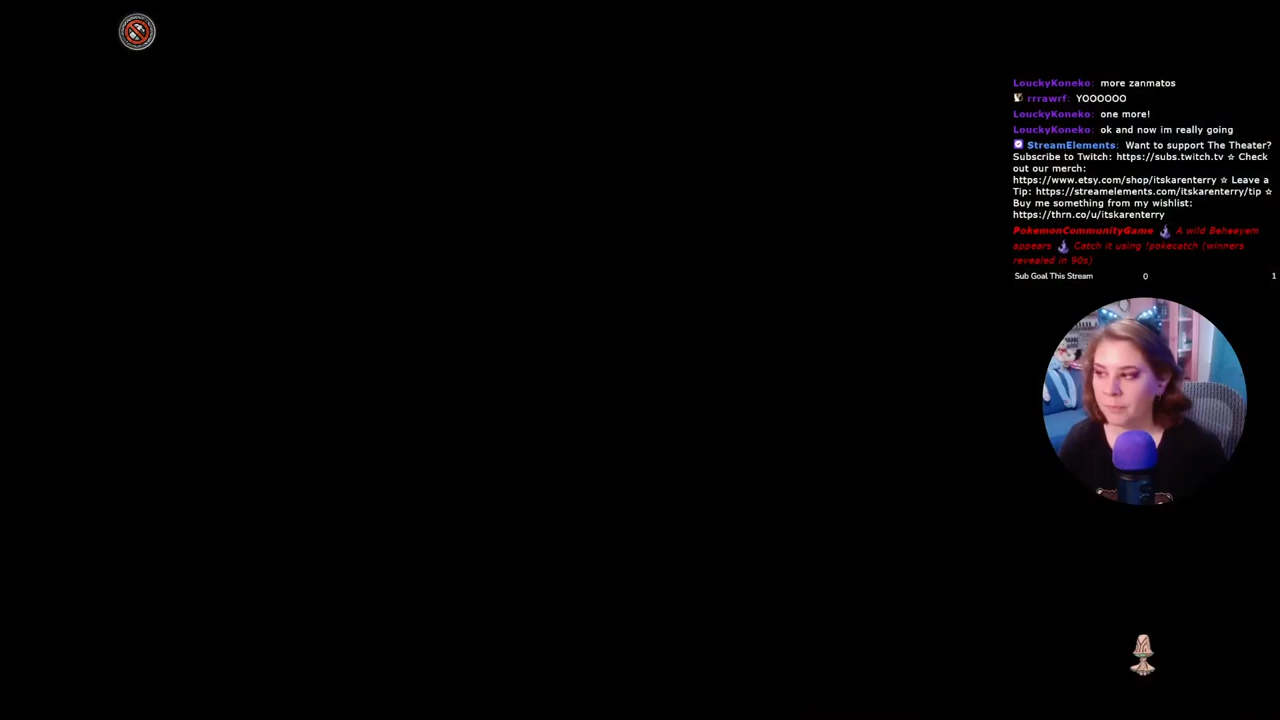 LouckyKoneko: more zanmatos
rrrawrf: YOOOOOO
LouckyKoneko: one more!
LouckyKoneko: ok and now im really going
StreamElements: Want to support The Theater?
Subscribe to Twitch: https://subs.twitch.tv ☆ Check
out our merch:
https://www.etsy.com/shop/itskarenterry ☆ Leave a
Tip: https://streamelements.com/itskarenterry/tip ☆
Buy me something from my wishlist:
https://thrn.co/u/itskarenterry
PokemonCommunityGame A wild Beheeyem
appears Catch it using !pokecatch (winners
revealed in 90s)
Sub Goal This Stream 0 1